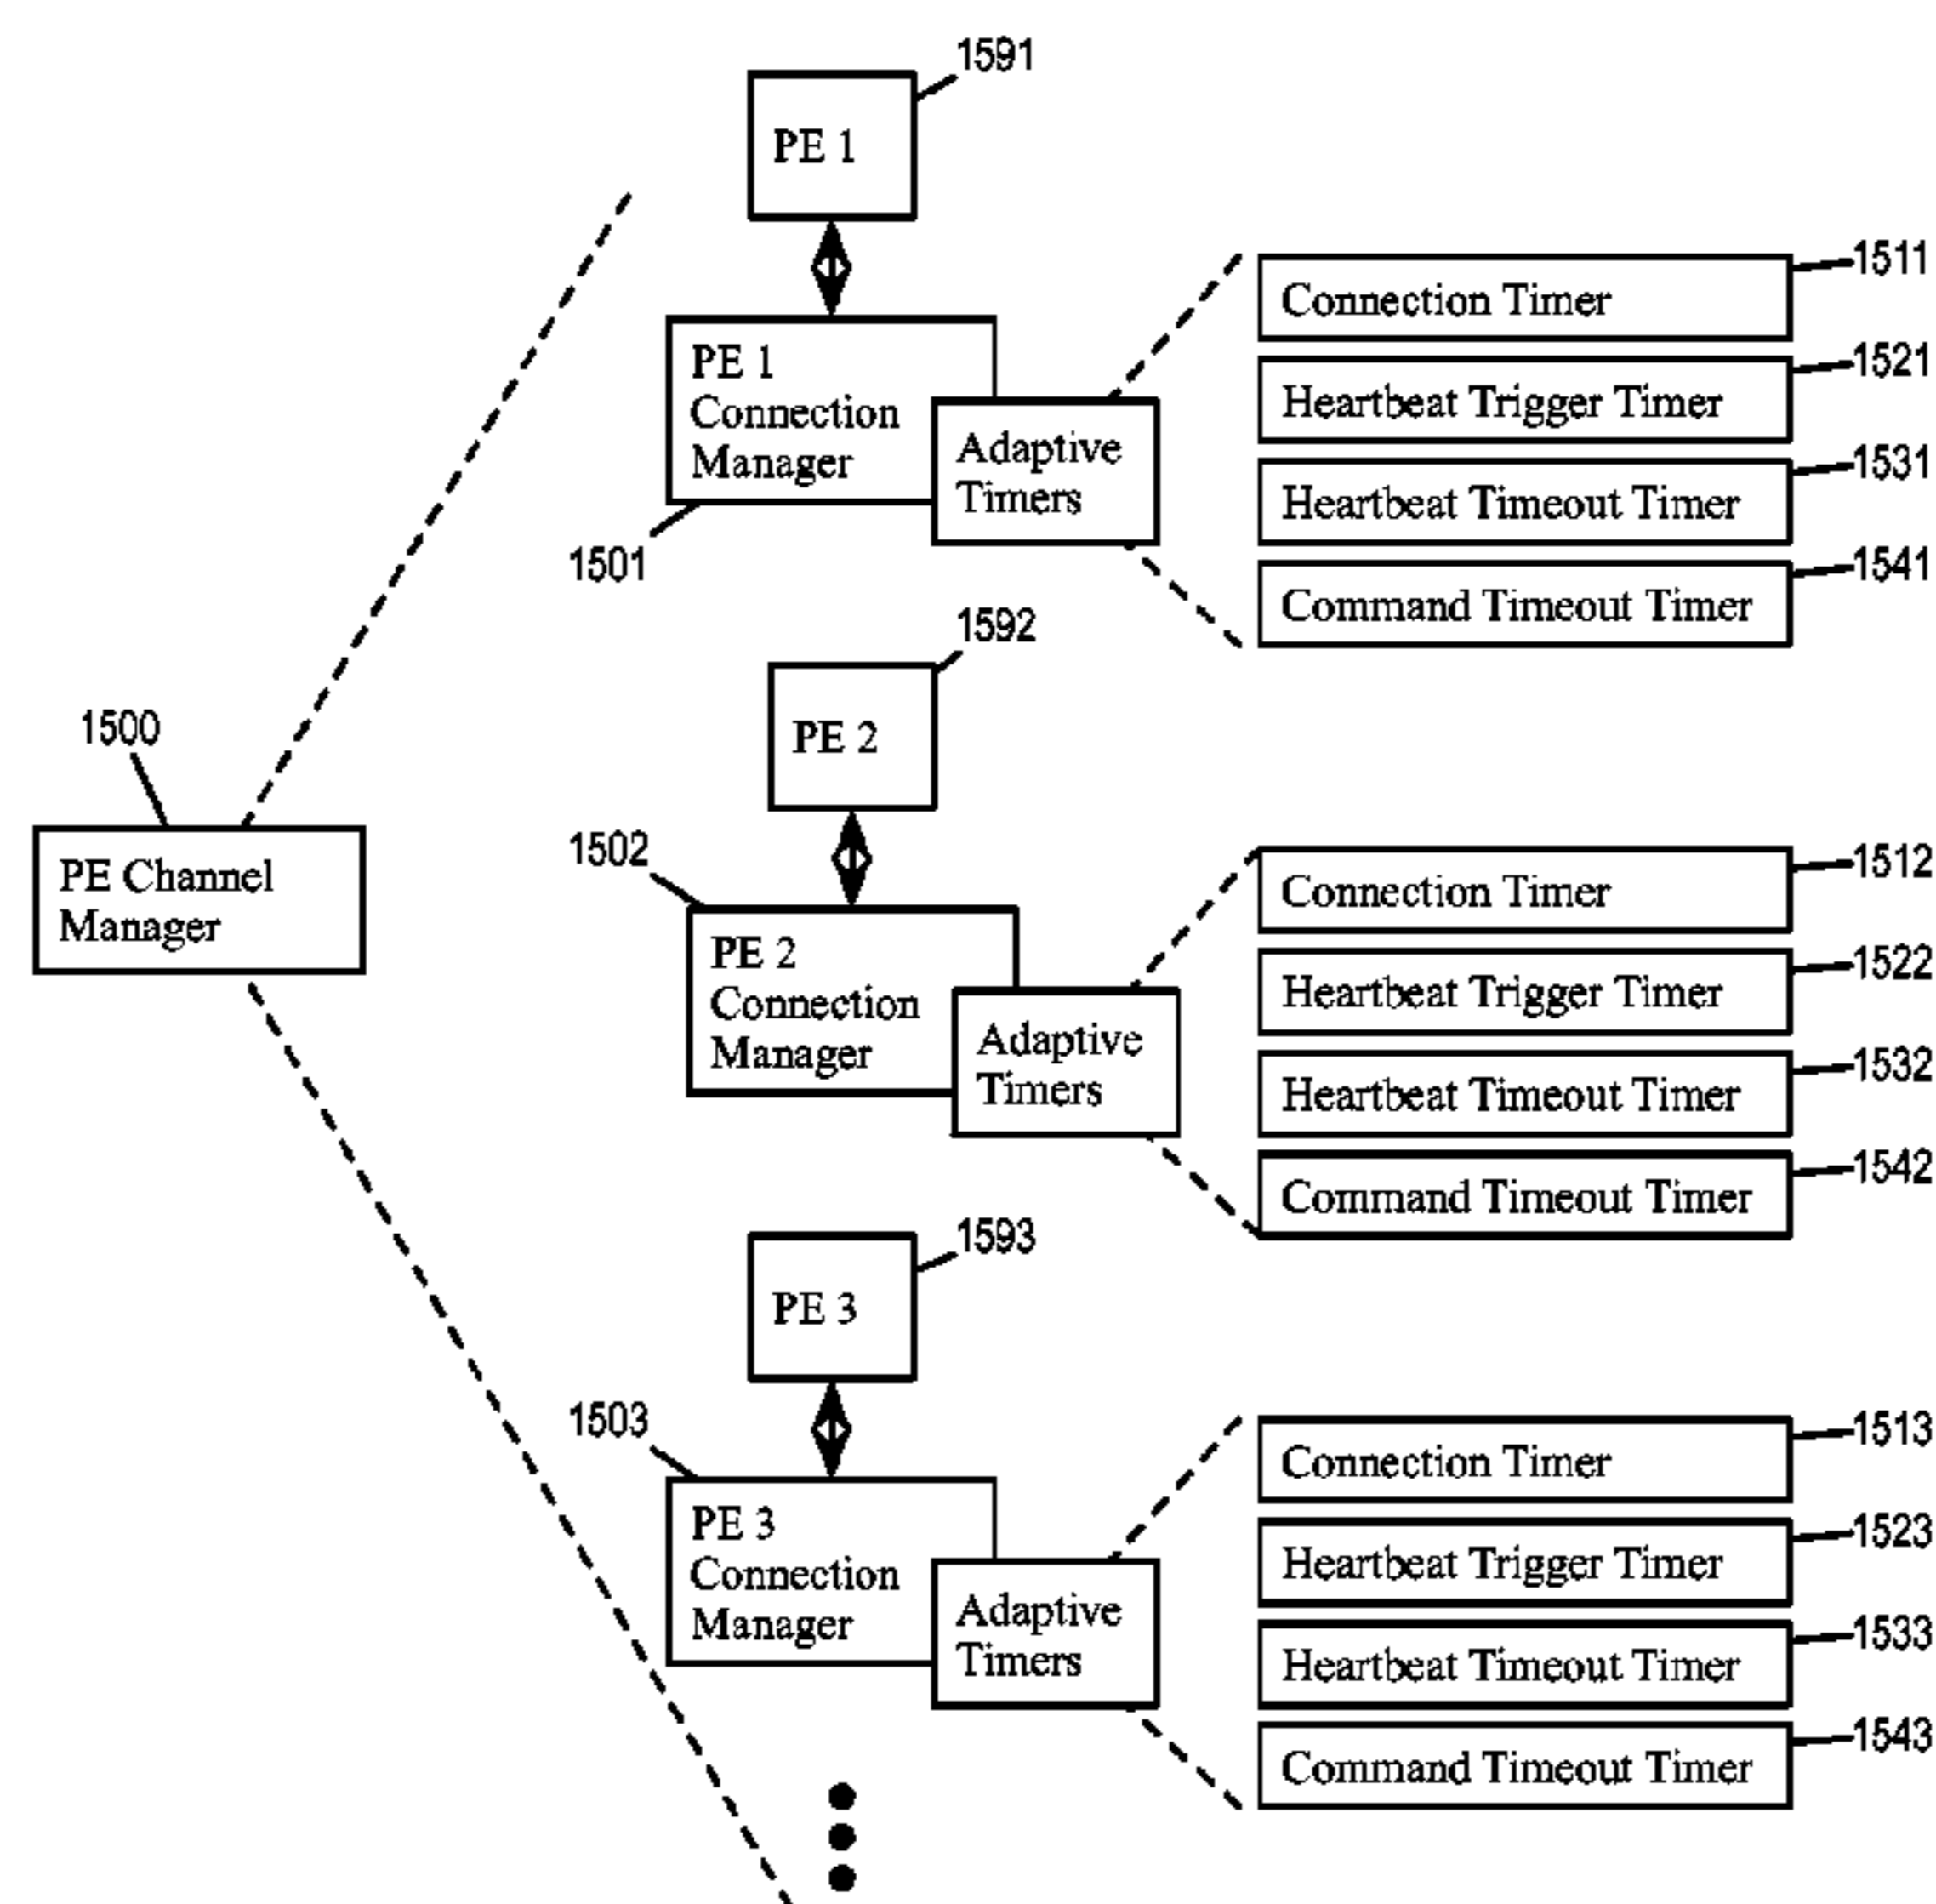 1591
PE 1
1511
Connection Timer
1521
PE 1
Connection
Manager
Heartbeat Trigger Timer
Adaptive
Timers
1531
Heartbeat Timeout Timer
1501
1541
Command Timeout Timer
1592
PE 2
1500
PE Channel
Manager
1502
1512
Connection Timer
PE 2
Connection
Manager
1522
Heartbeat Trigger Timer
Adaptive
Timers
1532
Heartbeat Timeout Timer
1542
Command Timeout Timer
1593
PE 3
1503
1513
Connection Timer
PE 3
Connection
Manager
1523
Heartbeat Trigger Timer
Adaptive
Timers
1533
Heartbeat Timeout Timer
1543
Command Timeout Timer